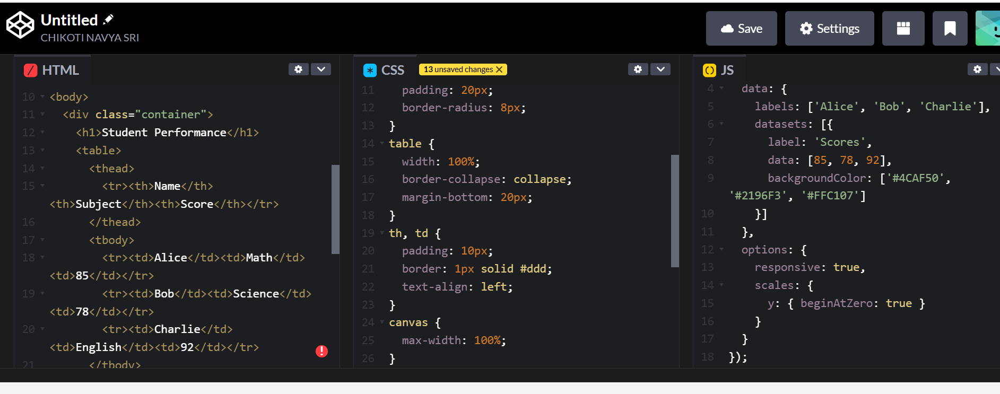 Untitled
CHIKOTI NAVYA SRI
Save
Settings
HTML
10 <body>
11 <div class="container">
12 <h1>Student Performance</h1>
13 <table>
14 <thead>
15 <tr><th>Name</th>
<th>Subject</th><th>Score</th></tr>
16 </thead>
17 <tbody>
18 <tr><td>Alice</td><td>Math</td>
<td>85</td></tr>
19 <tr><td>Bob</td><td>Science</td>
<td>78</td></tr>
20 <tr><td>Charlie</td>
<td>English</td><td>92</td></tr>
21 </tbody>
CSS
13 unsaved changes
11 padding: 20px;
12 border-radius: 8px;
13 }
14 table {
15 width: 100%;
16 border-collapse: collapse;
17 margin-bottom: 20px;
18 }
19 th, td {
20 padding: 10px;
21 border: 1px solid #ddd;
22 text-align: left;
23 }
24 canvas {
25 max-width: 100%;
26 }
JS
4 data: {
5 labels: ['Alice', 'Bob', 'Charlie'],
6 datasets: [{
7 label: 'Scores',
8 data: [85, 78, 92],
9 backgroundColor: ['#4CAF50',
'#2196F3', '#FFC107']
10 }]
11 },
12 options: {
13 responsive: true,
14 scales: {
15 y: { beginAtZero: true }
16 }
17 }
18 });